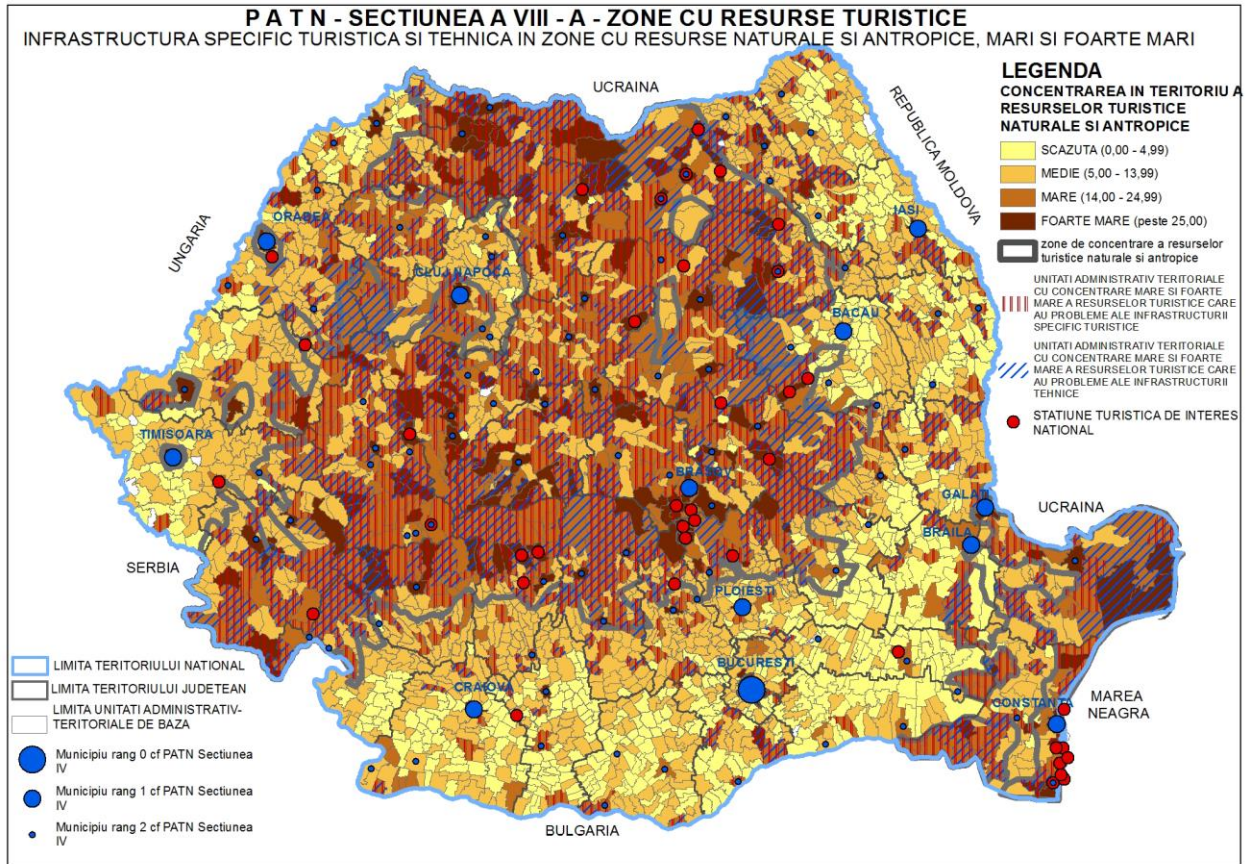 P A T N - SECTIUNEA A VIII - A - ZONE CU RESURSE TURISTICE
INFRASTRUCTURA SPECIFIC TURISTICA SI TEHNICA IN ZONE CU RESURSE NATURALE SI ANTROPICE, MARI SI FOARTE MARI
LEGENDA
CONCENTRAREA IN TERITORIU A
RESURSELOR TURISTICE
NATURALE SI ANTROPICE
SCAZUTA (0,00 - 4,99)
MEDIE (5,00 - 13,99)
MARE (14,00 - 24,99)
FOARTE MARE (peste 25,00)
zone de concentrare a resurselor
turistice naturale si antropice
UNITATI ADMINISTRATIV TERITORIALE
CU CONCENTRARE MARE SI FOARTE
MARE A RESURSELOR TURISTICE CARE
AU PROBLEME ALE INFRASTRUCTURII
SPECIFIC TURISTICE
UNITATI ADMINISTRATIV TERITORIALE
CU CONCENTRARE MARE SI FOARTE
MARE A RESURSELOR TURISTICE CARE
AU PROBLEME ALE INFRASTRUCTURII
TEHNICE
STATIUNE TURISTICA DE INTERES
NATIONAL
UCRAINA
REPUBLICA MOLDOVA
UNGARIA
ORADEA
IASI
CLUJ NAPOCA
BACAU
TIMISOARA
BRASOV
GALATI
UCRAINA
BRAILA
SERBIA
PLOIESTI
BUCURESTI
CRAIOVA
CONSTANTA
MAREA
NEAGRA
BULGARIA
LIMITA TERITORIULUI NATIONAL
LIMITA TERITORIULUI JUDETEAN
LIMITA UNITATI ADMINISTRATIV-
TERITORIALE DE BAZA
Municipiu rang 0 cf PATN Sectiunea
IV
Municipiu rang 1 cf PATN Sectiunea
IV
Municipiu rang 2 cf PATN Sectiunea
IV